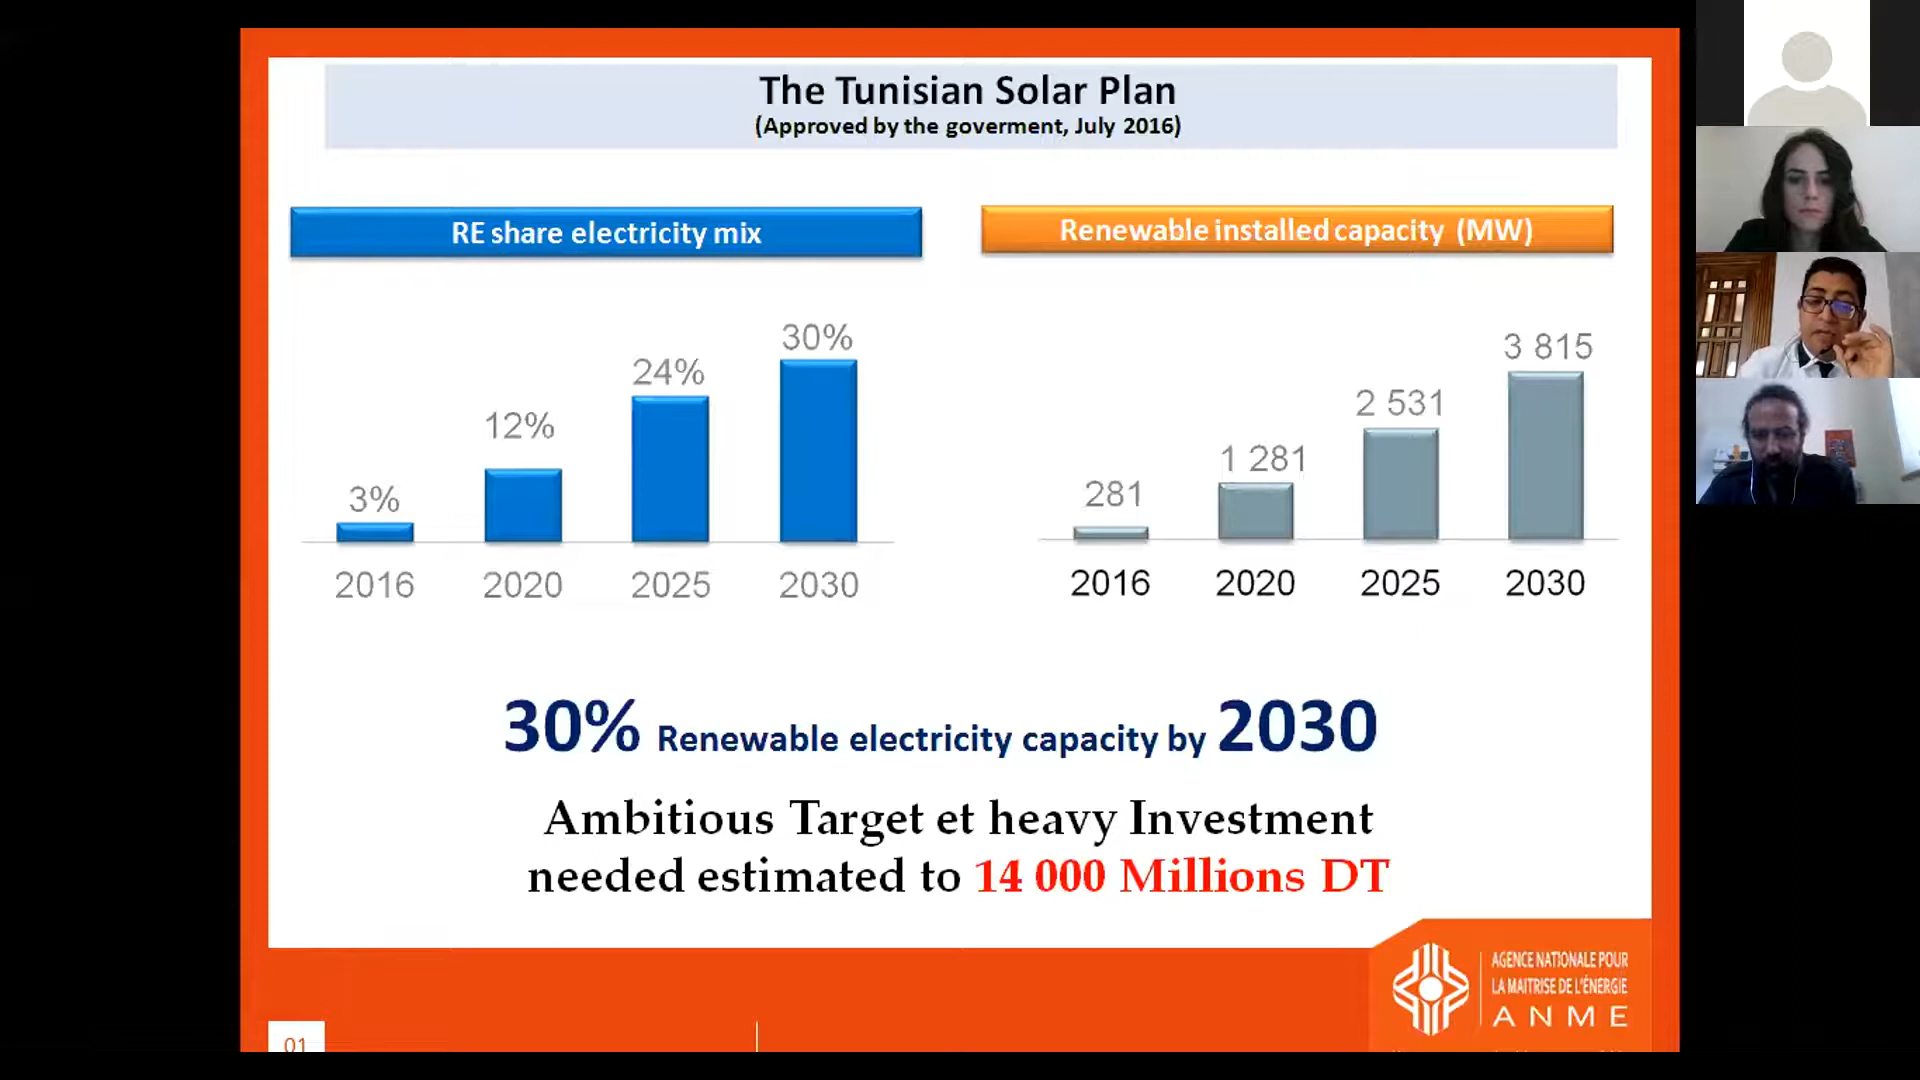 The Tunisian Solar Plan
(Approved by the goverment, July 2016)
RE share electricity mix
Renewable installed capacity (MW)
3%
12%
24%
30%
2016
2020
2025
2030
281
1 281
2 531
3 815
2016
2020
2025
2030
30% Renewable electricity capacity by 2030
Ambitious Target et heavy Investment
needed estimated to 14 000 Millions DT
AGENCE NATIONALE POUR
LA MAITRISE DE L'ÉNERGIE
ANME
01